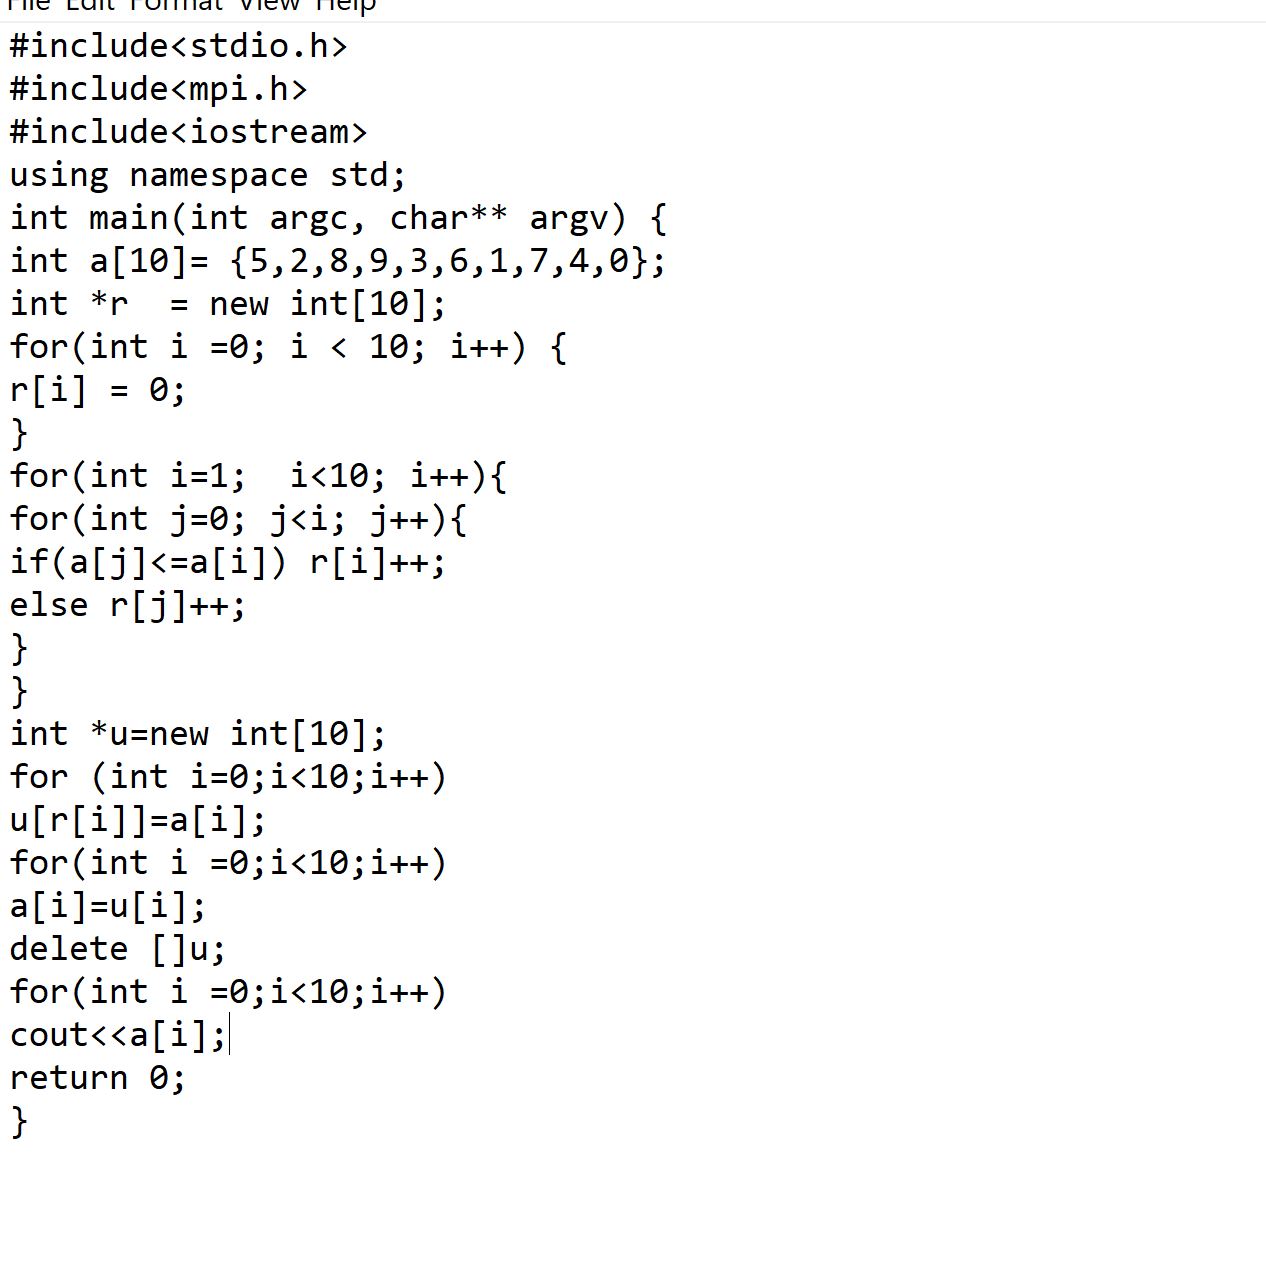 File Edit Format View Help
#include<stdio.h>
#include<mpi.h>
#include<iostream>
using namespace std;
int main(int argc, char** argv) {
int a[10]= {5,2,8,9,3,6,1,7,4,0};
int *r  = new int[10];
for(int i =0; i < 10; i++) {
r[i] = 0;
}
for(int i=1;  i<10; i++){
for(int j=0; j<i; j++){
if(a[j]<=a[i]) r[i]++;
else r[j]++;
}
}
int *u=new int[10];
for (int i=0;i<10;i++)
u[r[i]]=a[i];
for(int i =0;i<10;i++)
a[i]=u[i];
delete []u;
for(int i =0;i<10;i++)
cout<<a[i];
return 0;
}